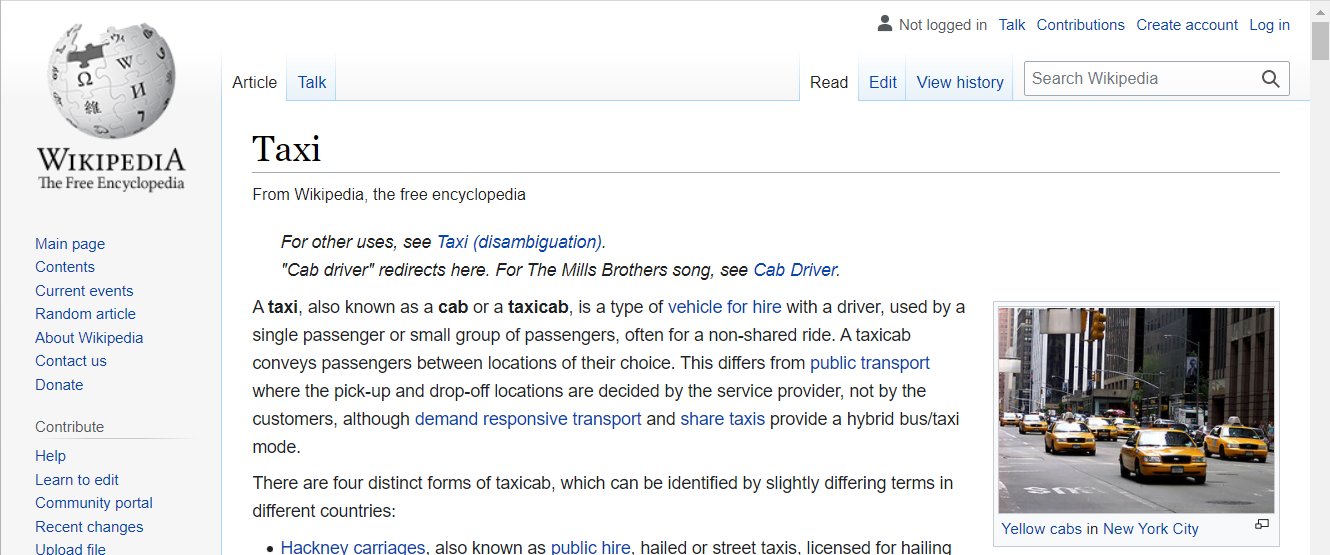 Not logged in Talk Contributions Create account Log in
Article Talk Read Edit View history Search Wikipedia
WIKIPEDIA
The Free Encyclopedia
Taxi
From Wikipedia, the free encyclopedia
For other uses, see Taxi (disambiguation).
"Cab driver" redirects here. For The Mills Brothers song, see Cab Driver.
A taxi, also known as a cab or a taxicab, is a type of vehicle for hire with a driver, used by a
single passenger or small group of passengers, often for a non-shared ride. A taxicab
conveys passengers between locations of their choice. This differs from public transport
where the pick-up and drop-off locations are decided by the service provider, not by the
customers, although demand responsive transport and share taxis provide a hybrid bus/taxi
mode.
There are four distinct forms of taxicab, which can be identified by slightly differing terms in
different countries:
• Hackney carriages, also known as public hire, hailed or street taxis, licensed for hailing
Yellow cabs in New York City
Main page
Contents
Current events
Random article
About Wikipedia
Contact us
Donate
Contribute
Help
Learn to edit
Community portal
Recent changes
Upload file